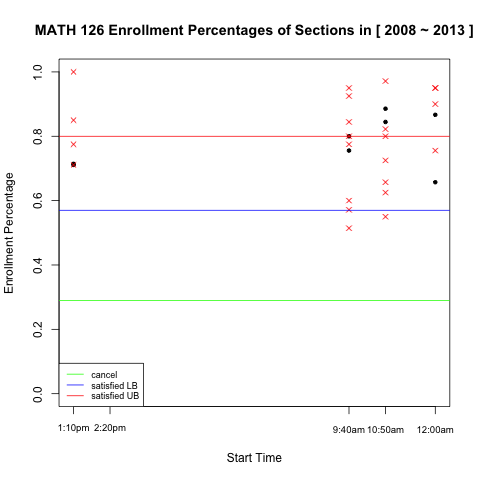 MATH 126 Enrollment Percentages of Sections in [ 2008 ~ 2013 ]
Enrollment Percentage
1.0
0.8
0.6
0.4
0.2
0.0
cancel
satisfied LB
satisfied UB
1:10pm 2:20pm 9:40am 10:50am 12:00am
Start Time